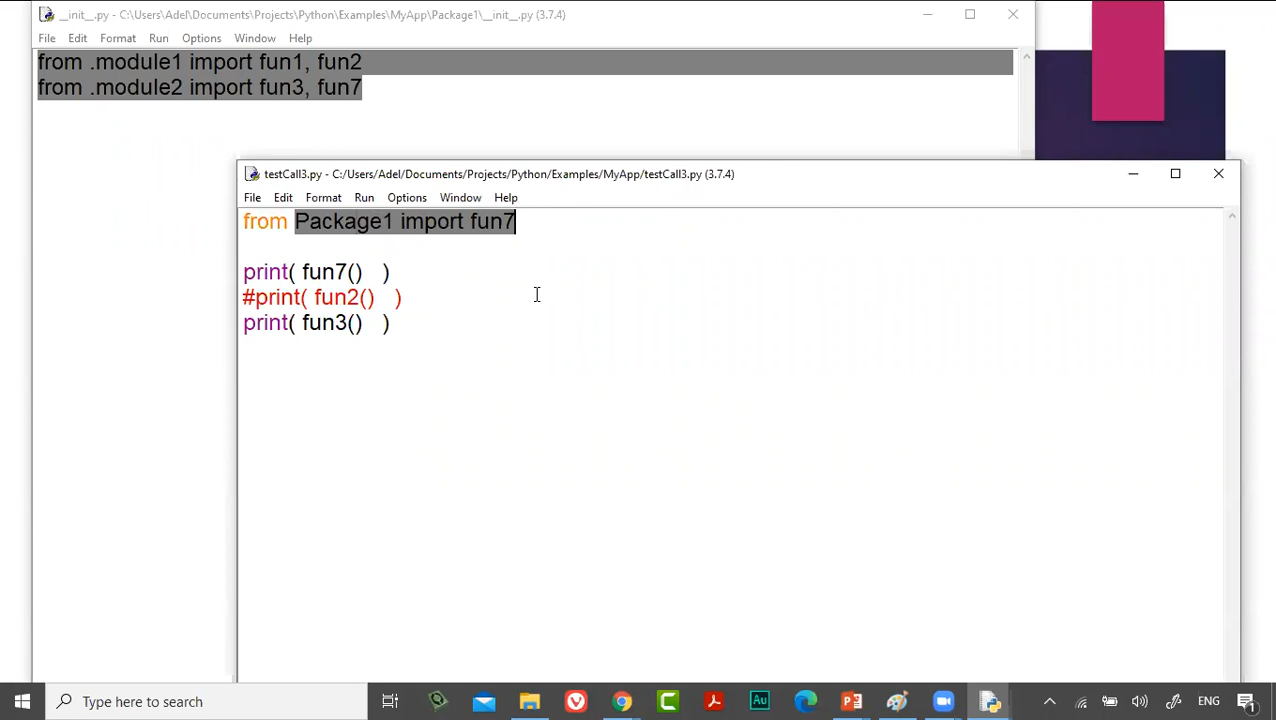 __init__.py - C:\Users\Adel\Documents\Projects\Python\Examples\MyApp\Package1\__init__.py (3.7.4)
File Edit Format Run Options Window Help
from .module1 import fun1, fun2
from .module2 import fun3, fun7
testCall3.py - C:/Users/Adel/Documents/Projects/Python/Examples/MyApp/testCall3.py (3.7.4)
File Edit Format Run Options Window Help
from Package1 import fun7
print( fun7() )
#print( fun2() )
print( fun3() )
Type here to search
Au
ENG
1